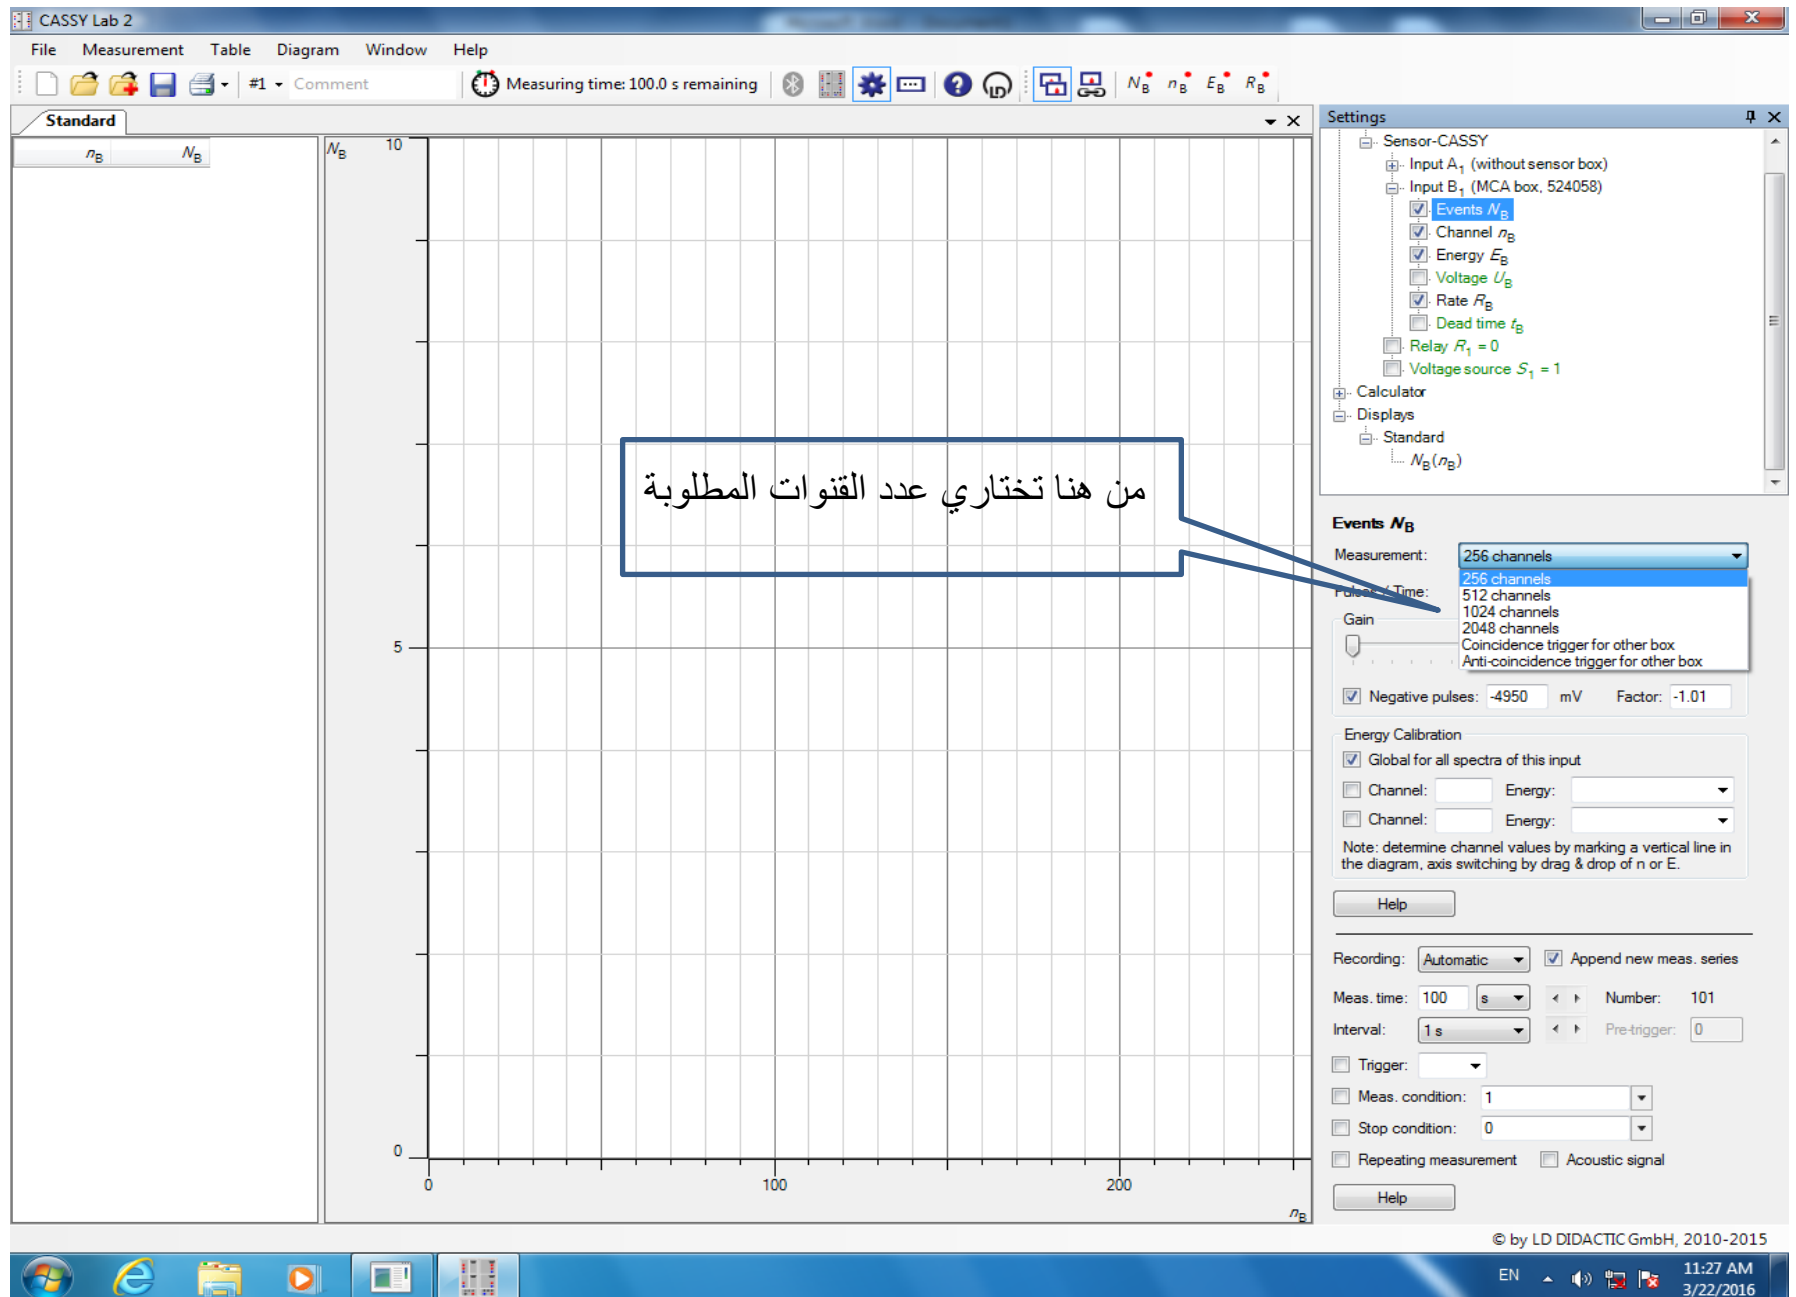 CASSY Lab 2
File Measurement Table Diagram Window Help
#1 Comment Measuring time: 100.0 s remaining NB nB EB RB
Standard
nB NB
NB
10
5
0
0 100 200
nB
من هنا تختاري عدد القنوات المطلوبة
Settings
Sensor-CASSY
Input A1 (without sensor box)
Input B1 (MCA box, 524058)
Events NB
Channel nB
Energy EB
Voltage UB
Rate RB
Dead time tB
Relay R1 = 0
Voltage source S1 = 1
Calculator
Displays
Standard
NB(nB)
Events NB
Measurement: 256 channels
256 channels
512 channels
1024 channels
2048 channels
Coincidence trigger for other box
Anti-coincidence trigger for other box
Time:
Gain
Negative pulses: -4950 mV Factor: -1.01
Energy Calibration
Global for all spectra of this input
Channel: Energy:
Channel: Energy:
Note: determine channel values by marking a vertical line in
the diagram, axis switching by drag & drop of n or E.
Help
Recording: Automatic Append new meas. series
Meas. time: 100 s Number: 101
Interval: 1 s Pre-trigger: 0
Trigger:
Meas. condition: 1
Stop condition: 0
Repeating measurement Acoustic signal
Help
© by LD DIDACTIC GmbH, 2010-2015
EN
11:27 AM
3/22/2016